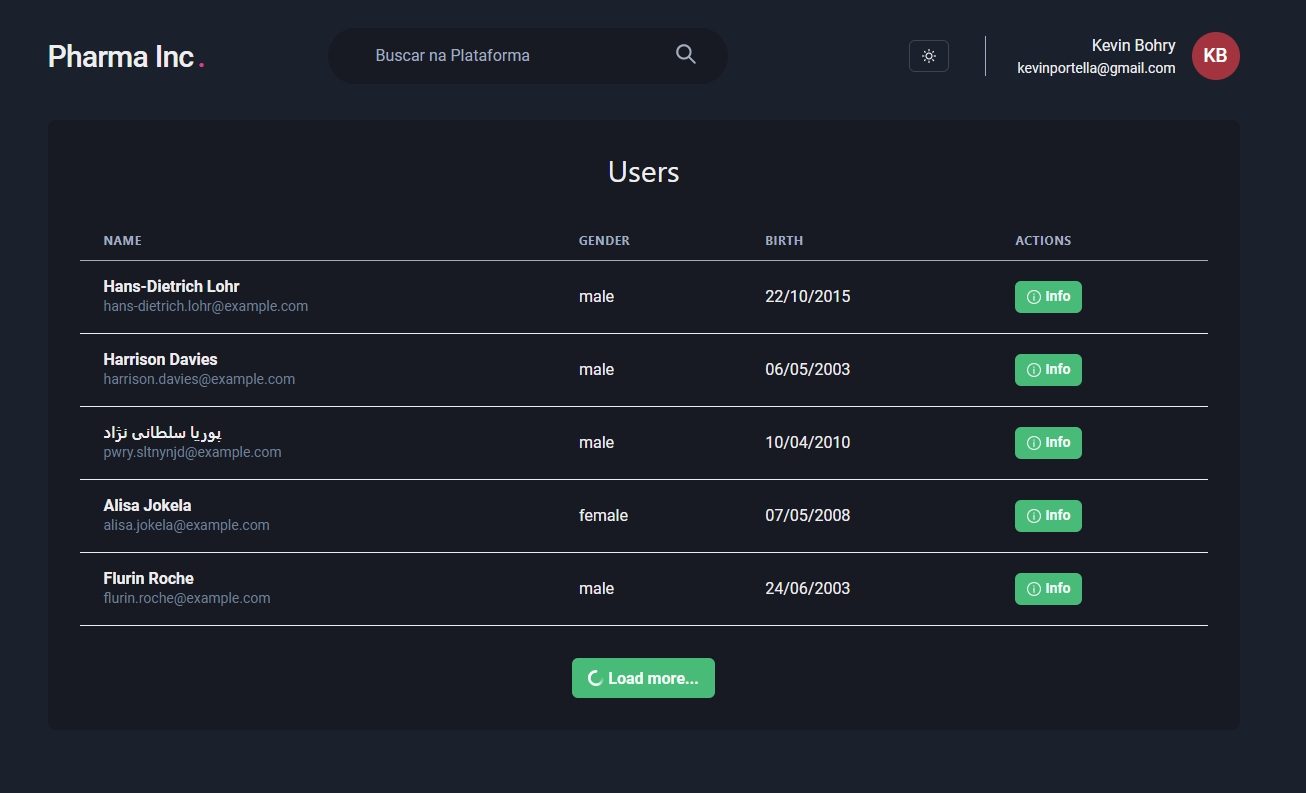 Pharma Inc.
Buscar na Plataforma
Kevin Bohry
kevinportella@gmail.com
KB
Users
NAME GENDER BIRTH ACTIONS
Hans-Dietrich Lohr
hans-dietrich.lohr@example.com
male 22/10/2015 Info
Harrison Davies
harrison.davies@example.com
male 06/05/2003 Info
پوریا سلطانی نژاد
pwry.sltnynjd@example.com
male 10/04/2010 Info
Alisa Jokela
alisa.jokela@example.com
female 07/05/2008 Info
Flurin Roche
flurin.roche@example.com
male 24/06/2003 Info
Load more...